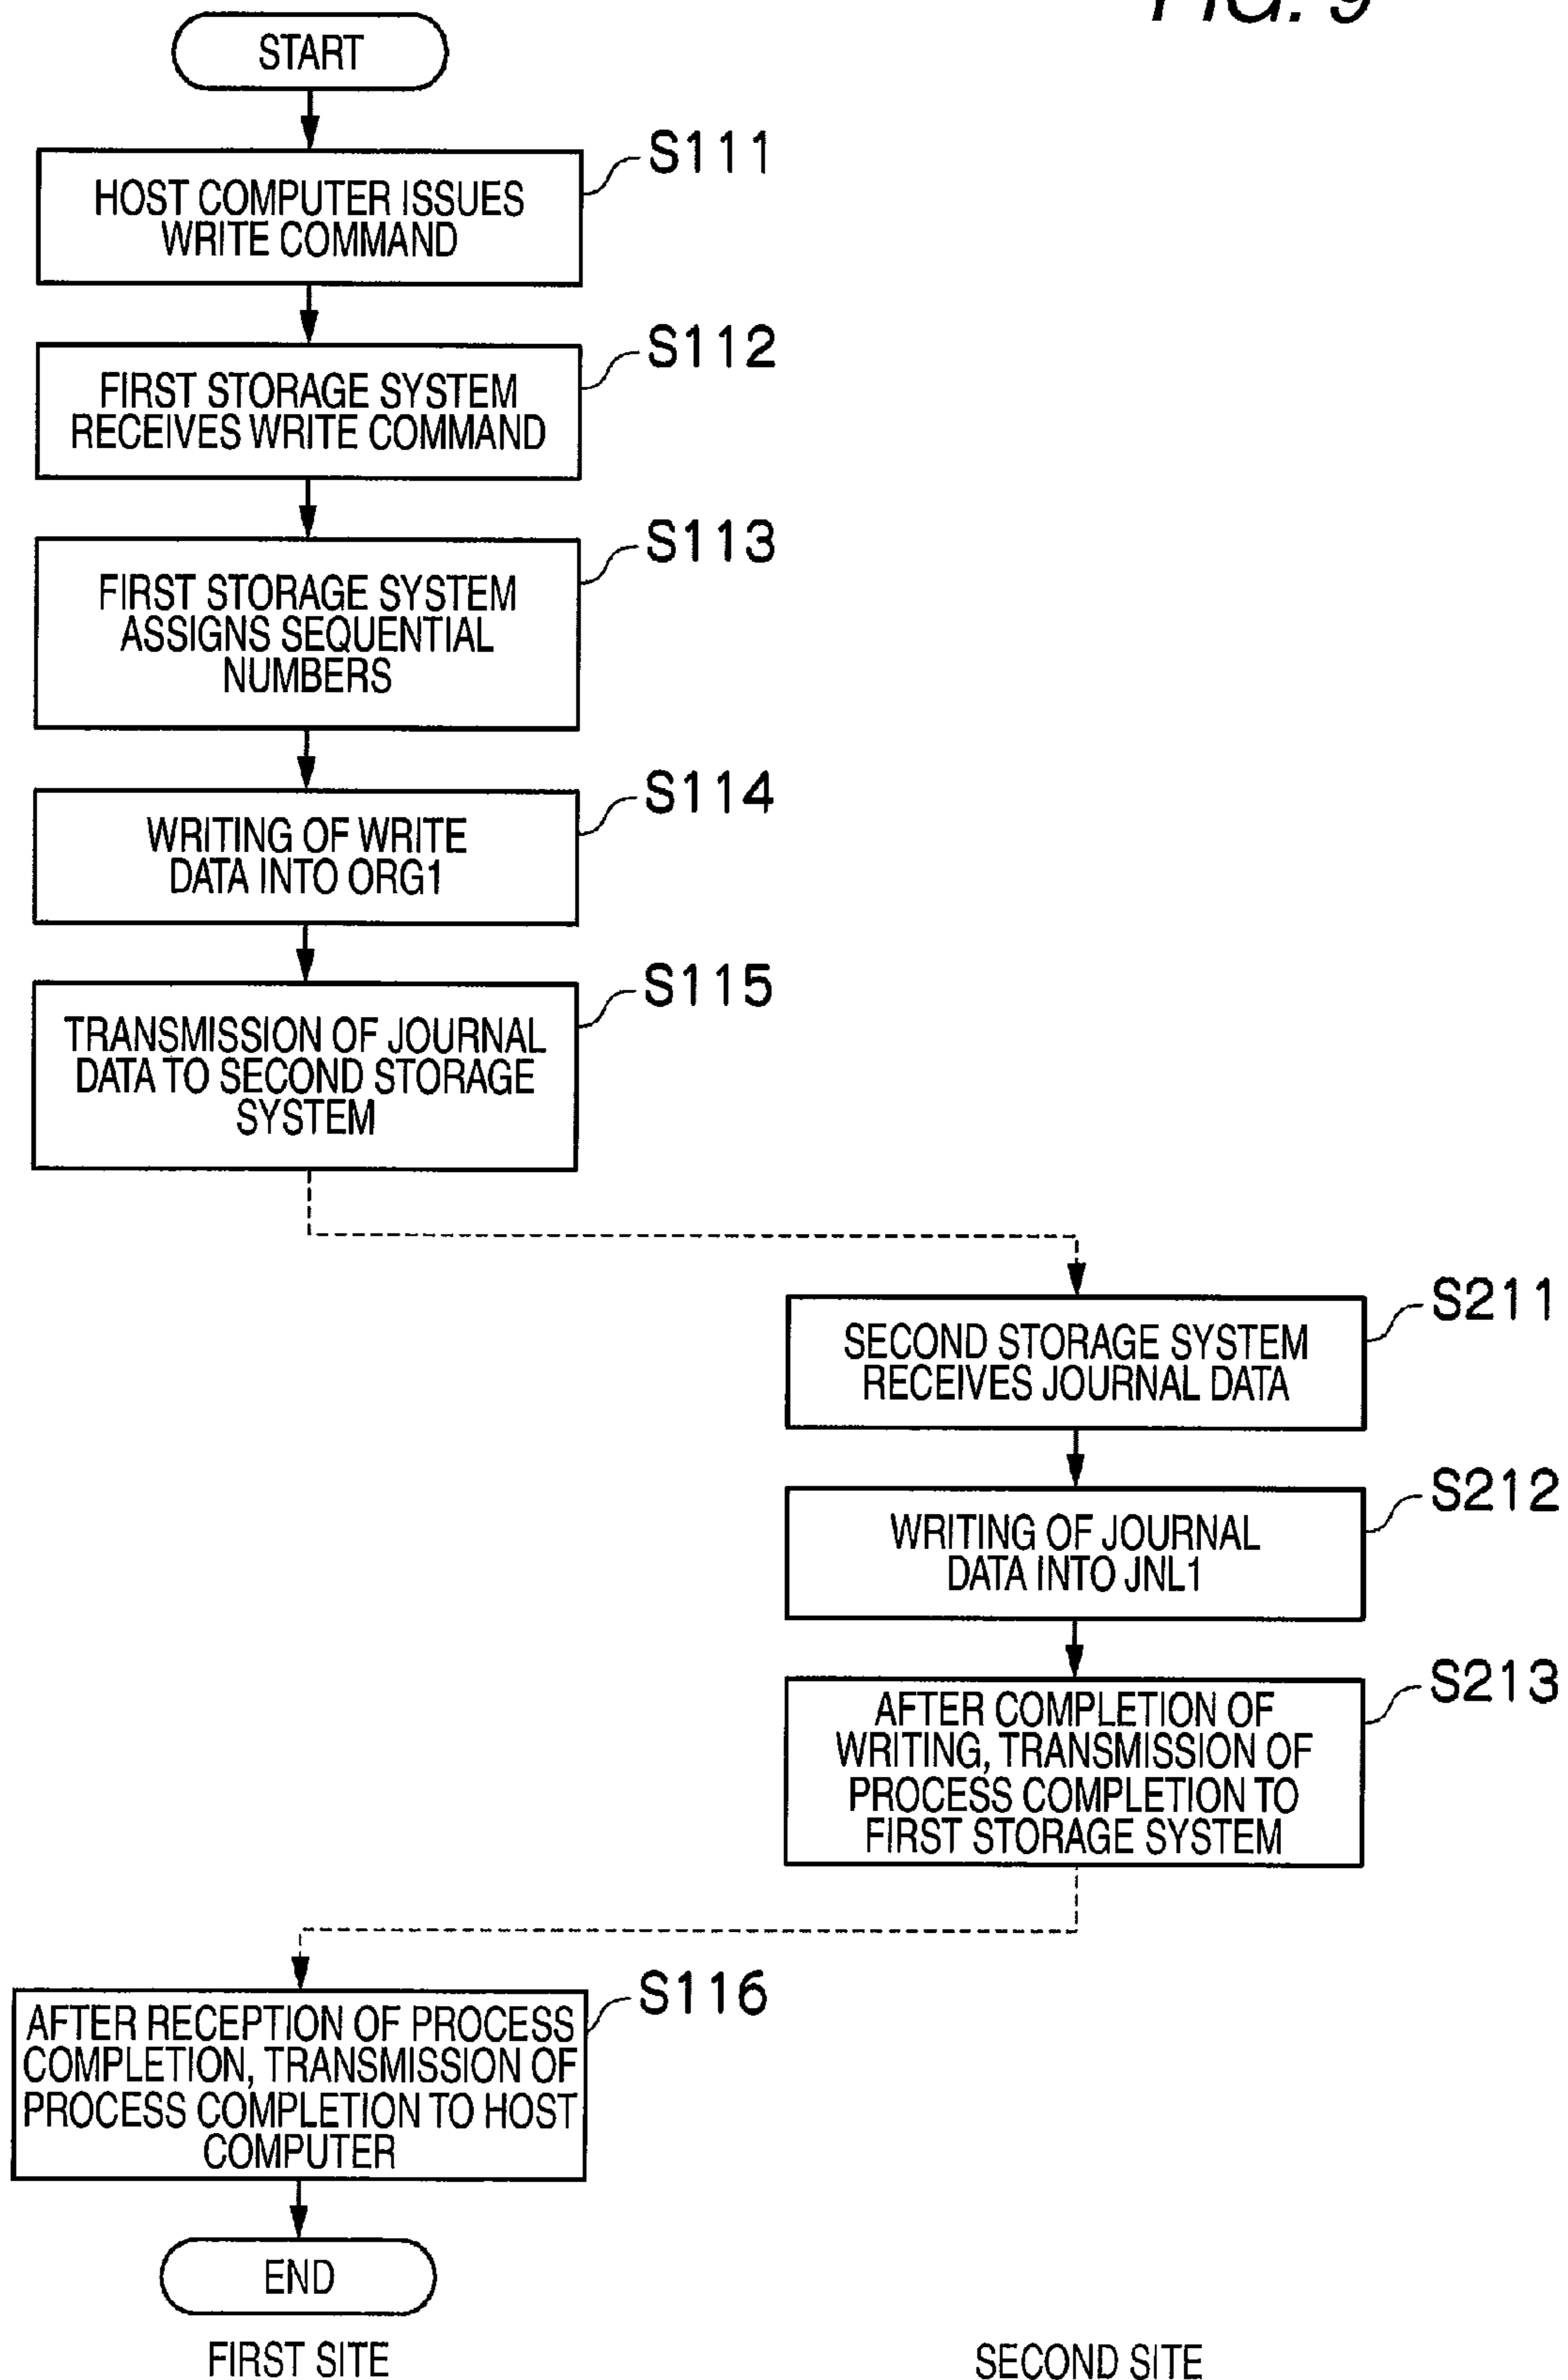 FIG. 9
START
S111
HOST COMPUTER ISSUES
WRITE COMMAND
S112
FIRST STORAGE SYSTEM
RECEIVES WRITE COMMAND
S113
FIRST STORAGE SYSTEM
ASSIGNS SEQUENTIAL
NUMBERS
S114
WRITING OF WRITE
DATA INTO ORG1
S115
TRANSMISSION OF JOURNAL
DATA TO SECOND STORAGE
SYSTEM
S211
SECOND STORAGE SYSTEM
RECEIVES JOURNAL DATA
S212
WRITING OF JOURNAL
DATA INTO JNL1
S213
AFTER COMPLETION OF
WRITING, TRANSMISSION OF
PROCESS COMPLETION TO
FIRST STORAGE SYSTEM
S116
AFTER RECEPTION OF PROCESS
COMPLETION, TRANSMISSION OF
PROCESS COMPLETION TO HOST
COMPUTER
END
FIRST SITE
SECOND SITE